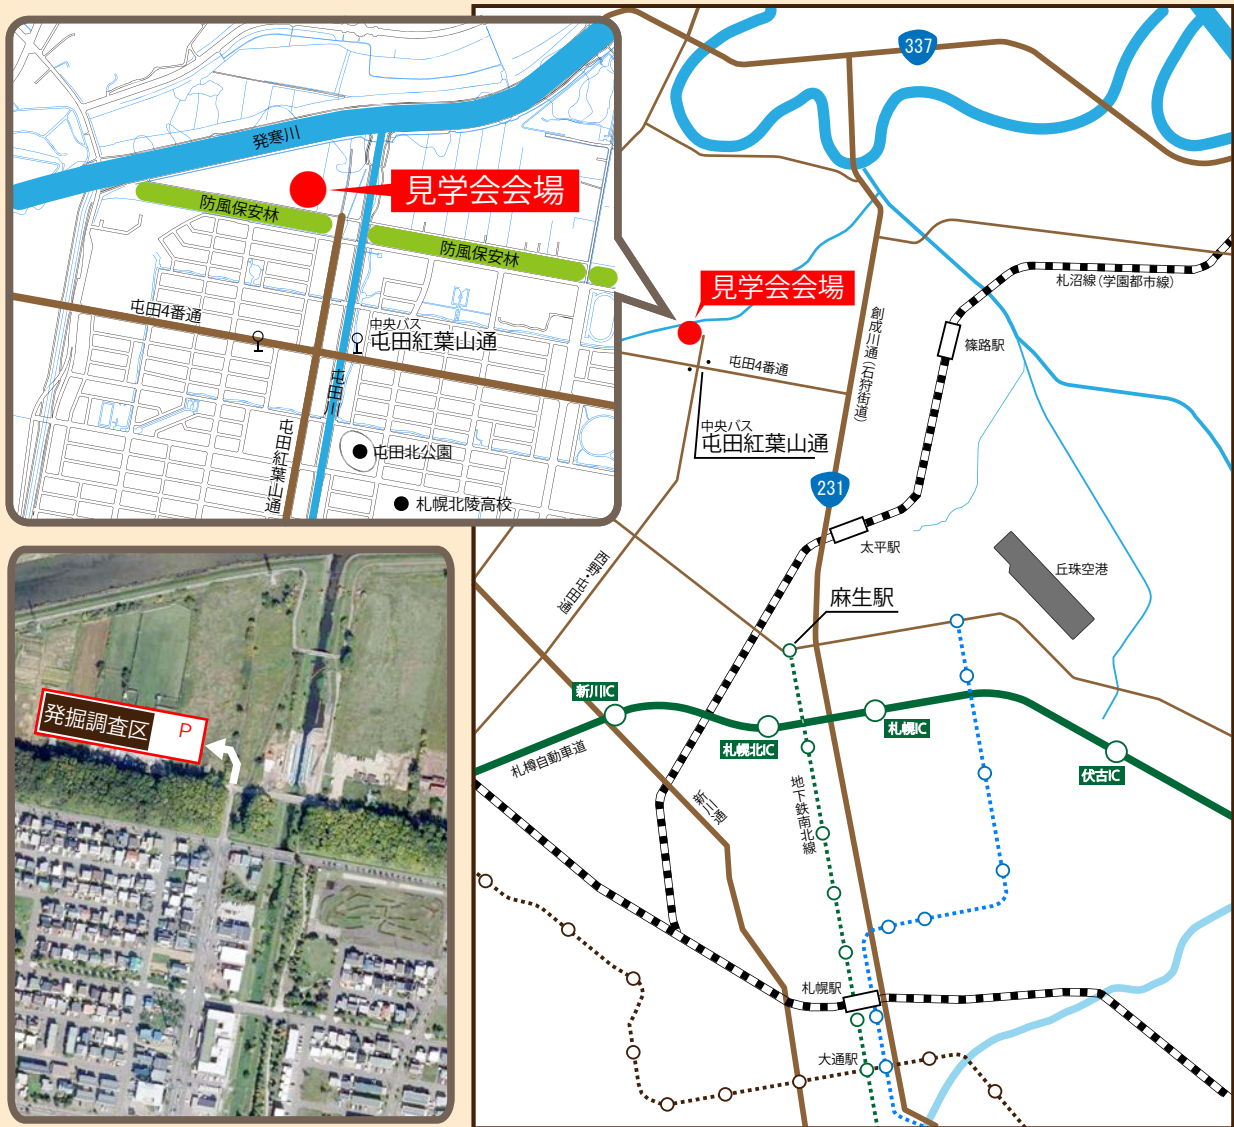 発寒川
見学会会場
防風保安林
防風保安林
屯田4番通
中央バス
屯田紅葉山通
屯田川
屯田紅葉山通
屯田北公園
札幌北陵高校
発掘調査区
P
337
札沼線(学園都市線)
見学会会場
創成川通(石狩街道)
篠路駅
屯田4番通
中央バス
屯田紅葉山通
231
太平駅
丘珠空港
西野・屯田通
麻生駅
新川IC
札幌北IC
札幌IC
伏古IC
札樽自動車道
新川通
地下鉄南北線
札幌駅
大通駅